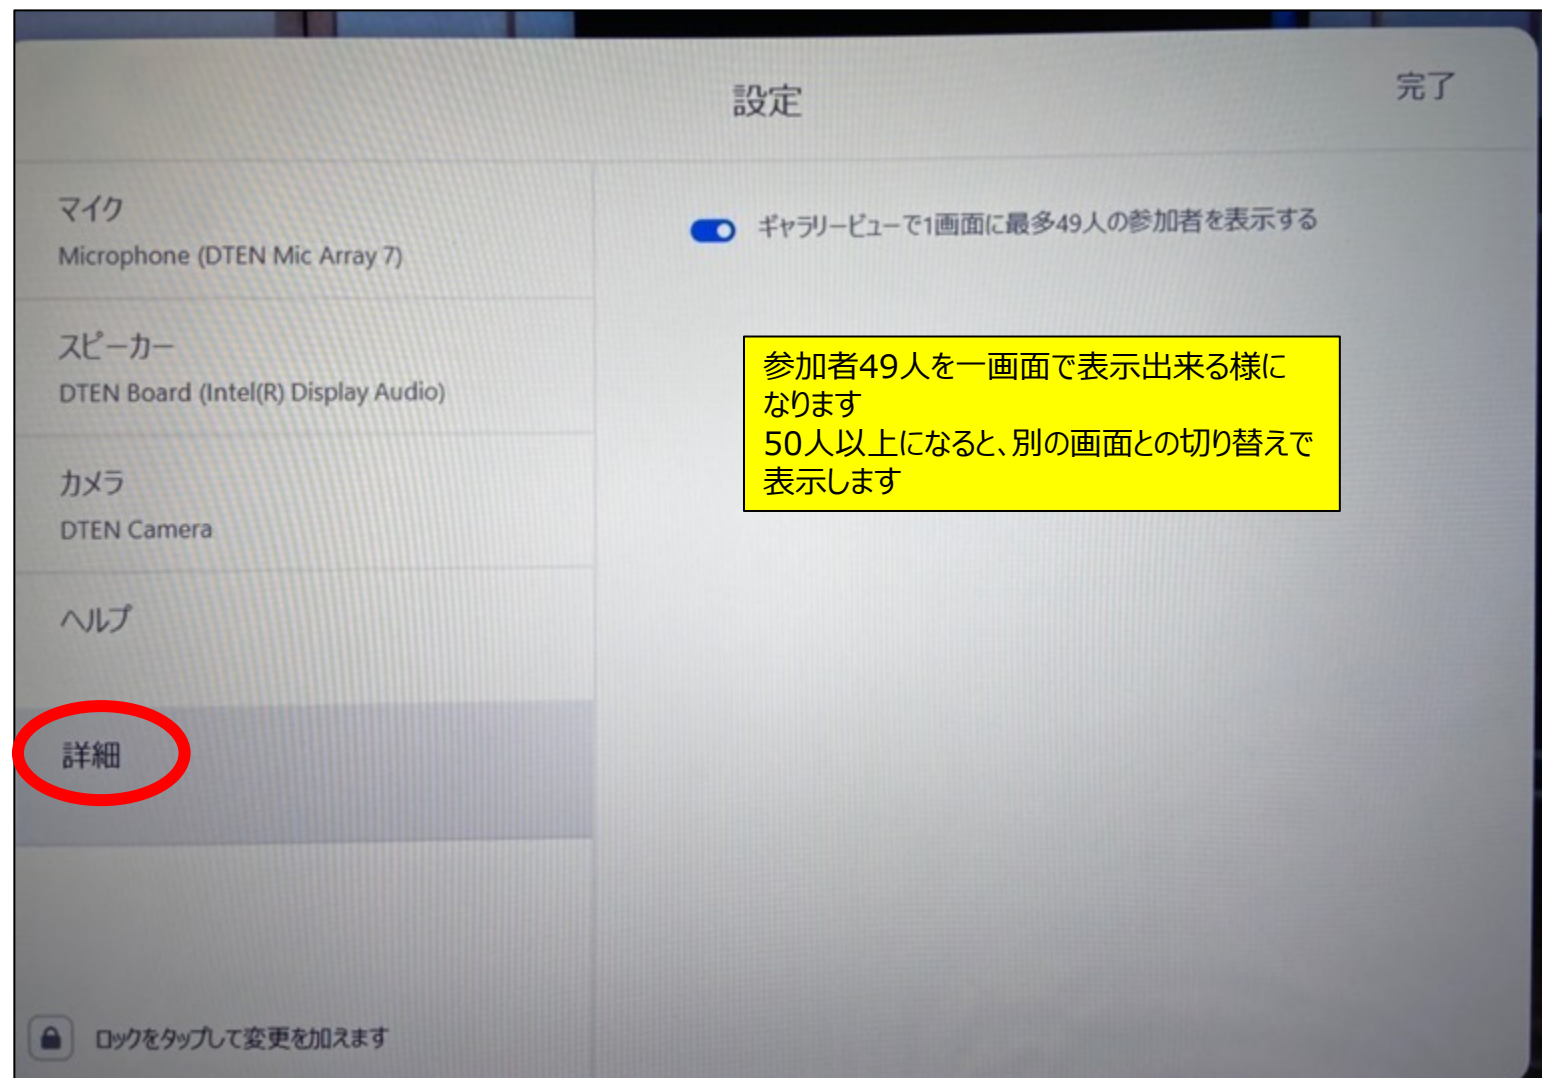 設定
完了
マイク
Microphone (DTEN Mic Array 7)
ギャラリービューで1画面に最多49人の参加者を表示する
スピーカー
DTEN Board (Intel(R) Display Audio)
参加者49人を一画面で表示出来る様に
なります
50人以上になると、別の画面との切り替えで
表示します
カメラ
DTEN Camera
ヘルプ
詳細
ロックをタップして変更を加えます